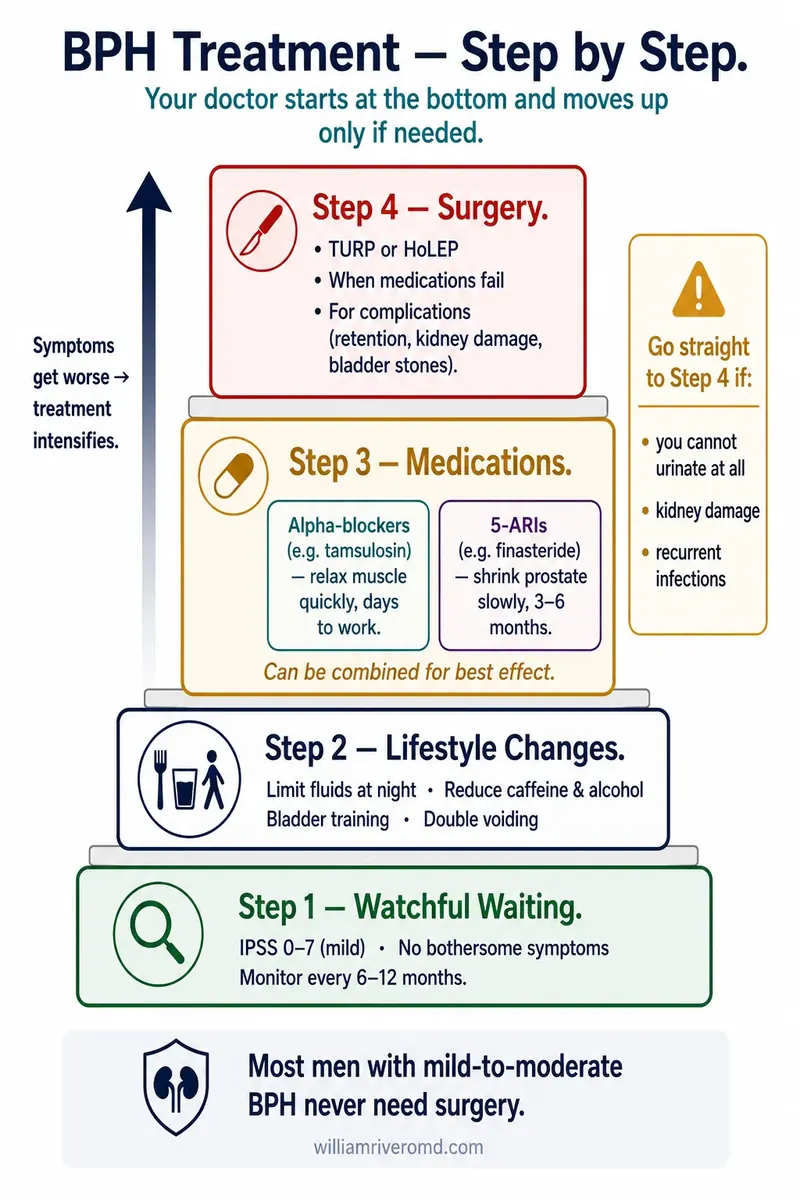 BPH Treatment — Step by Step.
Your doctor starts at the bottom and moves up
only if needed.
Step 4 — Surgery.
• TURP or HoLEP
• When medications fail
• For complications
(retention, kidney damage,
bladder stones).
Symptoms
get worse →
treatment
intensifies.
Go straight
to Step 4 if:
• you cannot
urinate at all
• kidney damage
• recurrent
infections
Step 3 — Medications.
Alpha-blockers
(e.g. tamsulosin)
— relax muscle
quickly, days
to work.
5-ARIs
(e.g. finasteride)
— shrink prostate
slowly, 3–6
months.
Can be combined for best effect.
Step 2 — Lifestyle Changes.
Limit fluids at night • Reduce caffeine & alcohol
Bladder training • Double voiding
Step 1 — Watchful Waiting.
IPSS 0–7 (mild) • No bothersome symptoms
Monitor every 6–12 months.
Most men with mild-to-moderate
BPH never need surgery.
williamriveromd.com